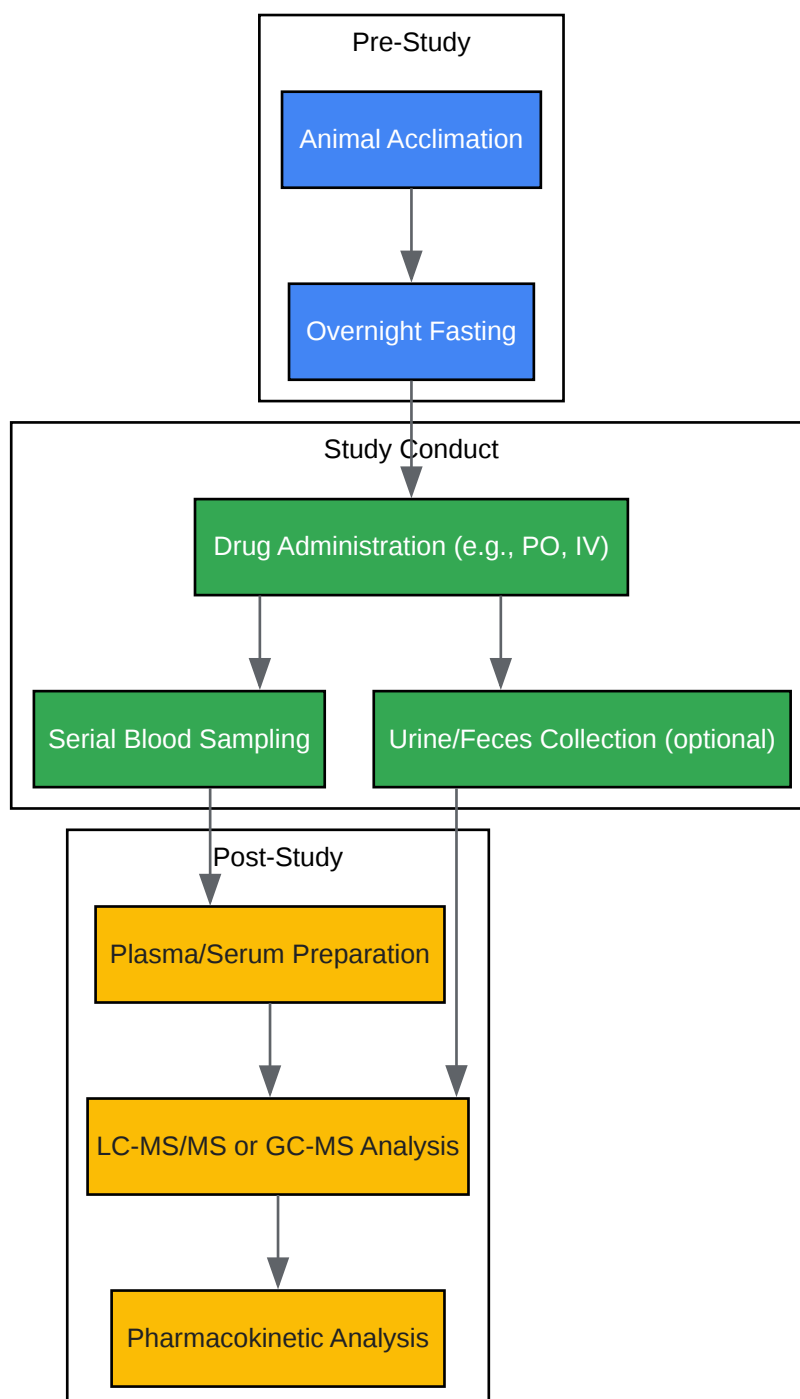 Pre-Study
Animal Acclimation
Overnight Fasting
Study Conduct
Drug Administration (e.g., PO, IV)
Serial Blood Sampling
Urine/Feces Collection (optional)
Post-Study
Plasma/Serum Preparation
LC-MS/MS or GC-MS Analysis
Pharmacokinetic Analysis